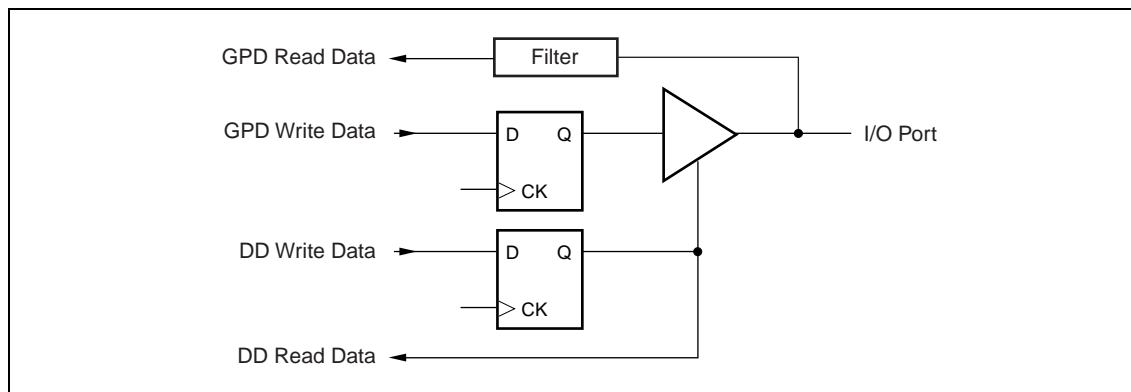 GPD Read Data
Filter
GPD Write Data
D Q
I/O Port
CK
DD Write Data
D Q
CK
DD Read Data